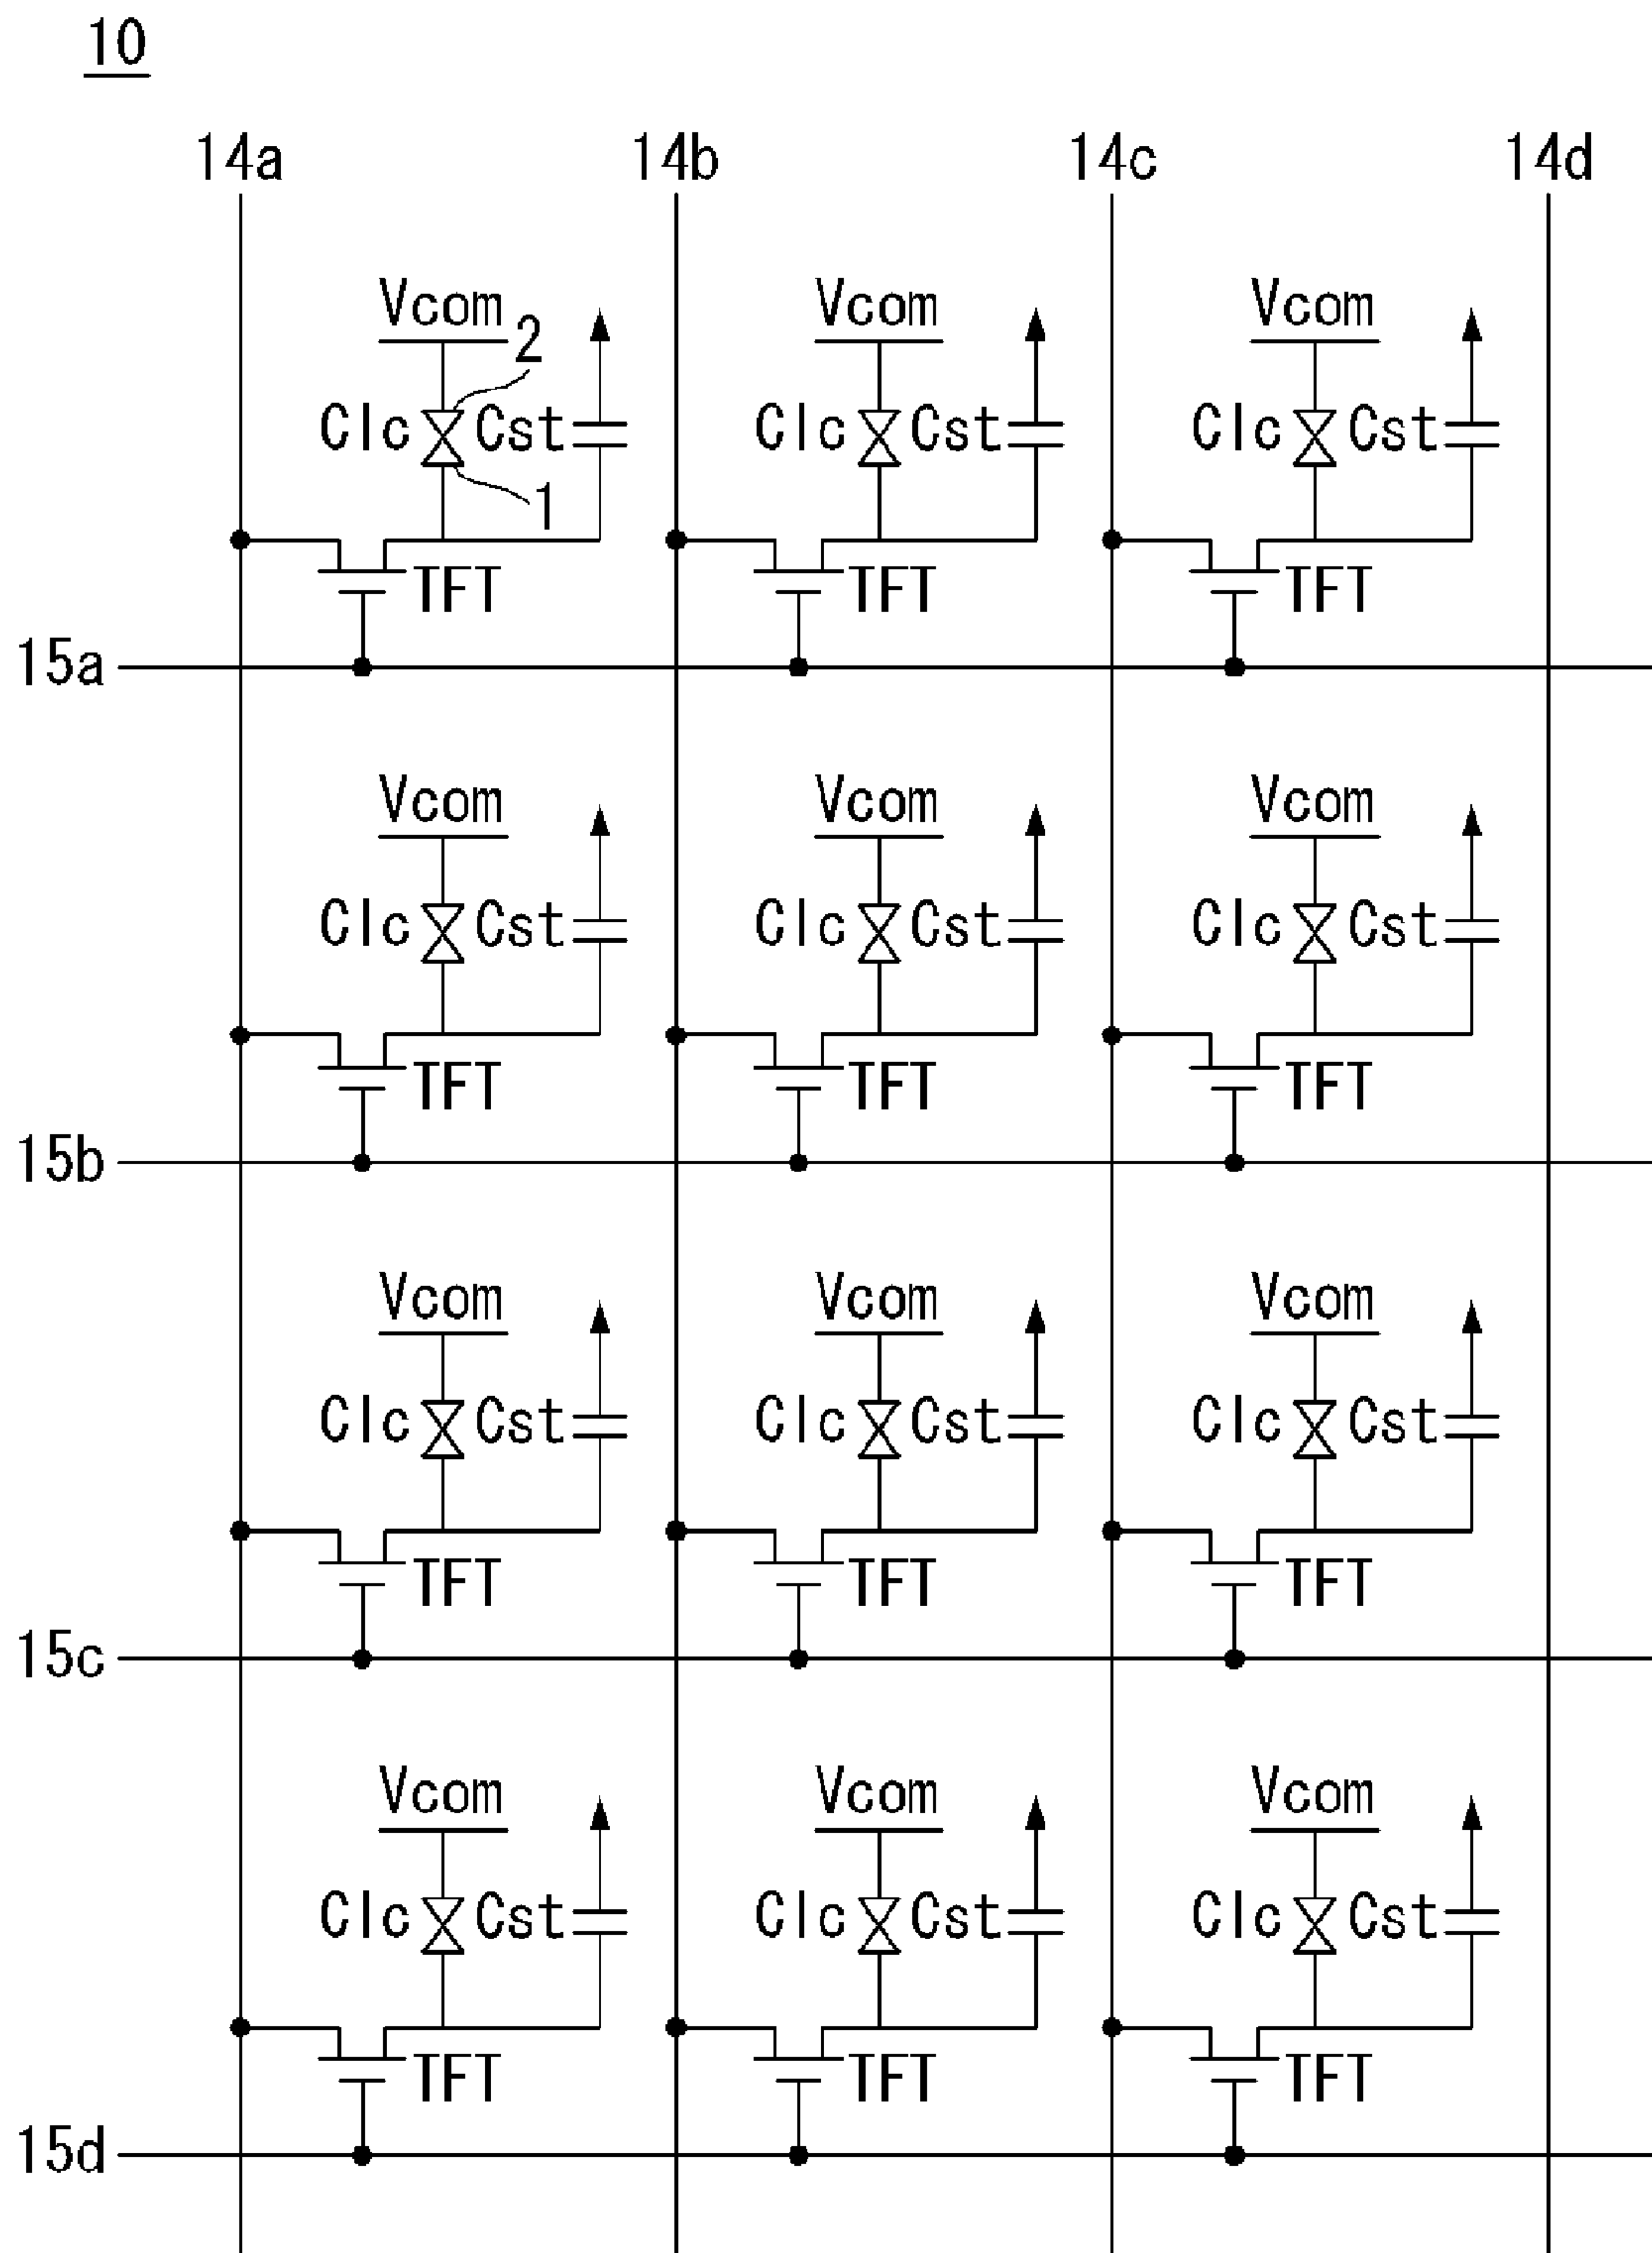 10
14a 14b 14c 14d
Vcom 2 Vcom Vcom
Clc Cst Clc Cst Clc Cst
1
TFT TFT TFT
15a
Vcom Vcom Vcom
Clc Cst Clc Cst Clc Cst
TFT TFT TFT
15b
Vcom Vcom Vcom
Clc Cst Clc Cst Clc Cst
TFT TFT TFT
15c
Vcom Vcom Vcom
Clc Cst Clc Cst Clc Cst
TFT TFT TFT
15d